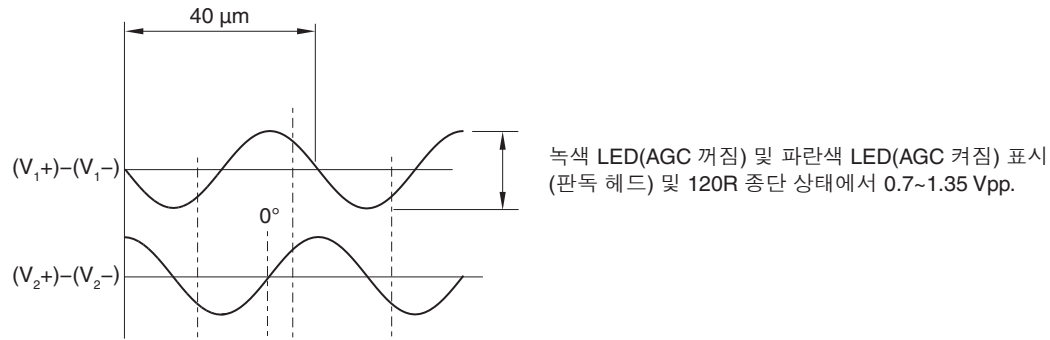 40 µm
(V₁+)–(V₁–)
녹색 LED(AGC 꺼짐) 및 파란색 LED(AGC 켜짐) 표시
(판독 헤드) 및 120R 종단 상태에서 0.7~1.35 Vpp.
0°
(V₂+)–(V₂–)